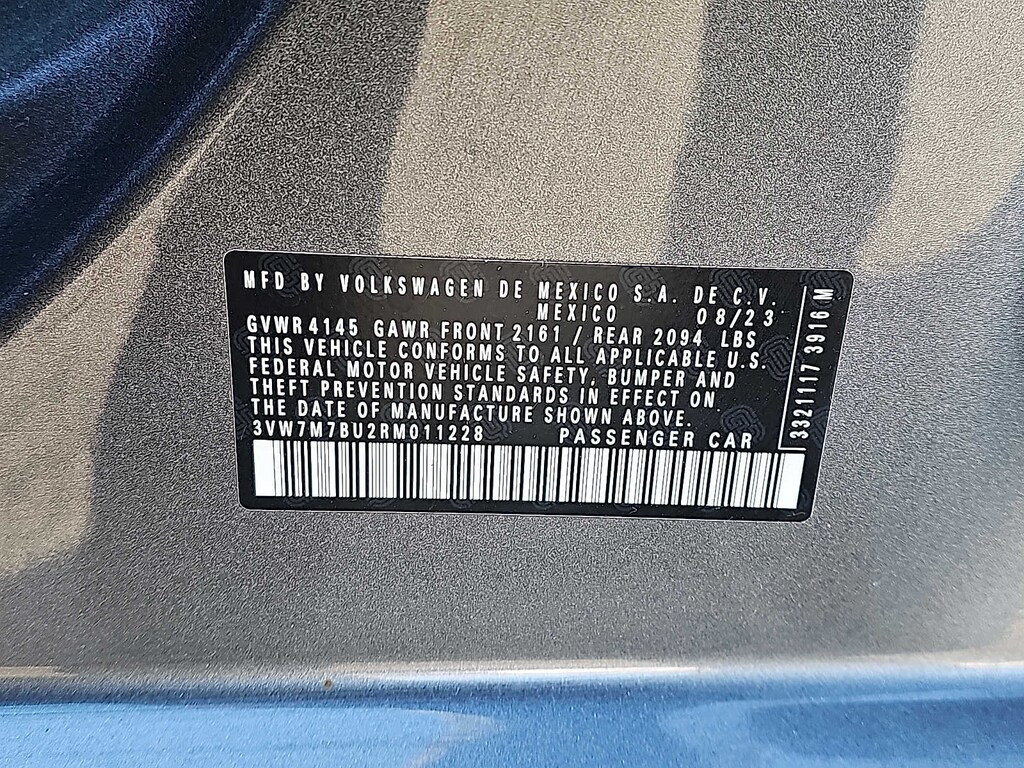 MFD BY VOLKSWAGEN DE MEXICO S.A. DE C.V.
MEXICO 08/23
GVWR 4145 GAWR FRONT 2161 / REAR 2094 LBS
THIS VEHICLE CONFORMS TO ALL APPLICABLE U.S.
FEDERAL MOTOR VEHICLE SAFETY, BUMPER AND
THEFT PREVENTION STANDARDS IN EFFECT ON
THE DATE OF MANUFACTURE SHOWN ABOVE.
3VW7M7BU2RM011228 PASSENGER CAR
3321117 3916 M